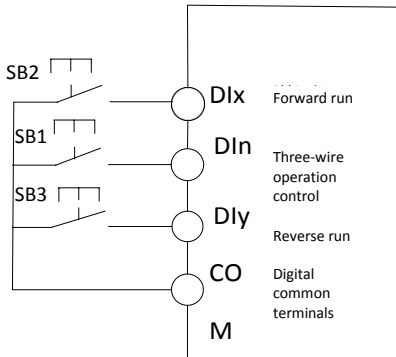 SB2
DIx
Forward run
SB1
DIn
Three-wire
operation
control
SB3
DIy
Reverse run
CO
M
Digital
common
terminals